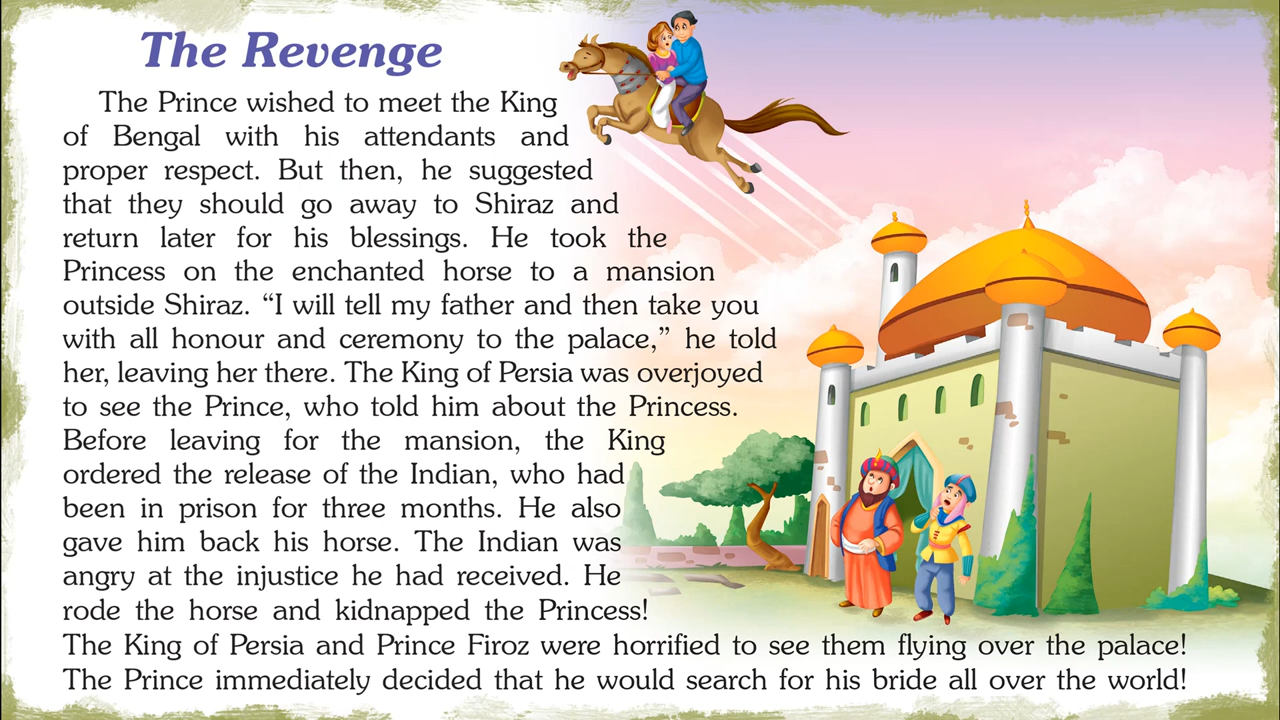 The Revenge
The Prince wished to meet the King
of Bengal with his attendants and
proper respect. But then, he suggested
that they should go away to Shiraz and
return later for his blessings. He took the
Princess on the enchanted horse to a mansion
outside Shiraz. “I will tell my father and then take you
with all honour and ceremony to the palace,” he told
her, leaving her there. The King of Persia was overjoyed
to see the Prince, who told him about the Princess.
Before leaving for the mansion, the King
ordered the release of the Indian, who had
been in prison for three months. He also
gave him back his horse. The Indian was
angry at the injustice he had received. He
rode the horse and kidnapped the Princess!
The King of Persia and Prince Firoz were horrified to see them flying over the palace!
The Prince immediately decided that he would search for his bride all over the world!